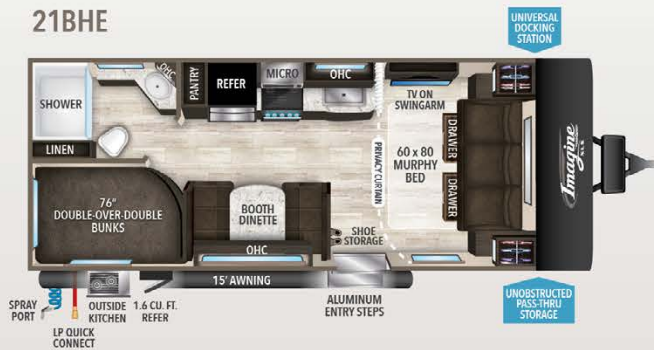 21BHE
UNIVERSAL
DOCKING
STATION
SHOWER
OHC
PANTRY
REFER
MICRO
OHC
TV ON
SWINGARM
LINEN
76"
DOUBLE-OVER-DOUBLE
BUNKS
BOOTH
DINETTE
OHC
SHOE
STORAGE
PRIVACY CURTAIN
60 x 80
MURPHY
BED
DRAWER
DRAWER
Imagine
XLS
15' AWNING
SPRAY
PORT
LP QUICK
CONNECT
OUTSIDE
KITCHEN
1.6 CU. FT.
REFER
ALUMINUM
ENTRY STEPS
UNOBSTRUCTED
PASS-THRU
STORAGE